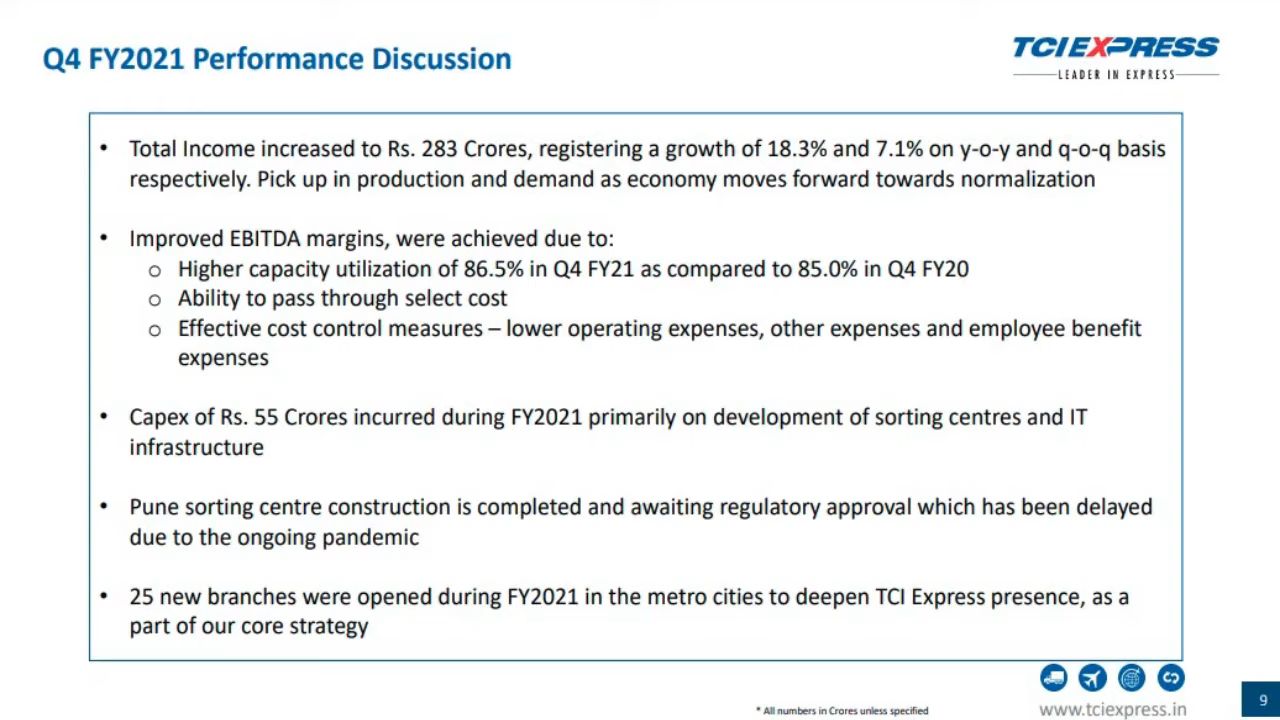 Q4 FY2021 Performance Discussion
TCIEXPRESS
LEADER IN EXPRESS
• Total Income increased to Rs. 283 Crores, registering a growth of 18.3% and 7.1% on y-o-y and q-o-q basis
respectively. Pick up in production and demand as economy moves forward towards normalization
• Improved EBITDA margins, were achieved due to:
o Higher capacity utilization of 86.5% in Q4 FY21 as compared to 85.0% in Q4 FY20
o Ability to pass through select cost
o Effective cost control measures – lower operating expenses, other expenses and employee benefit
expenses
• Capex of Rs. 55 Crores incurred during FY2021 primarily on development of sorting centres and IT
infrastructure
• Pune sorting centre construction is completed and awaiting regulatory approval which has been delayed
due to the ongoing pandemic
• 25 new branches were opened during FY2021 in the metro cities to deepen TCI Express presence, as a
part of our core strategy
* All numbers in Crores unless specified
www.tciexpress.in
9